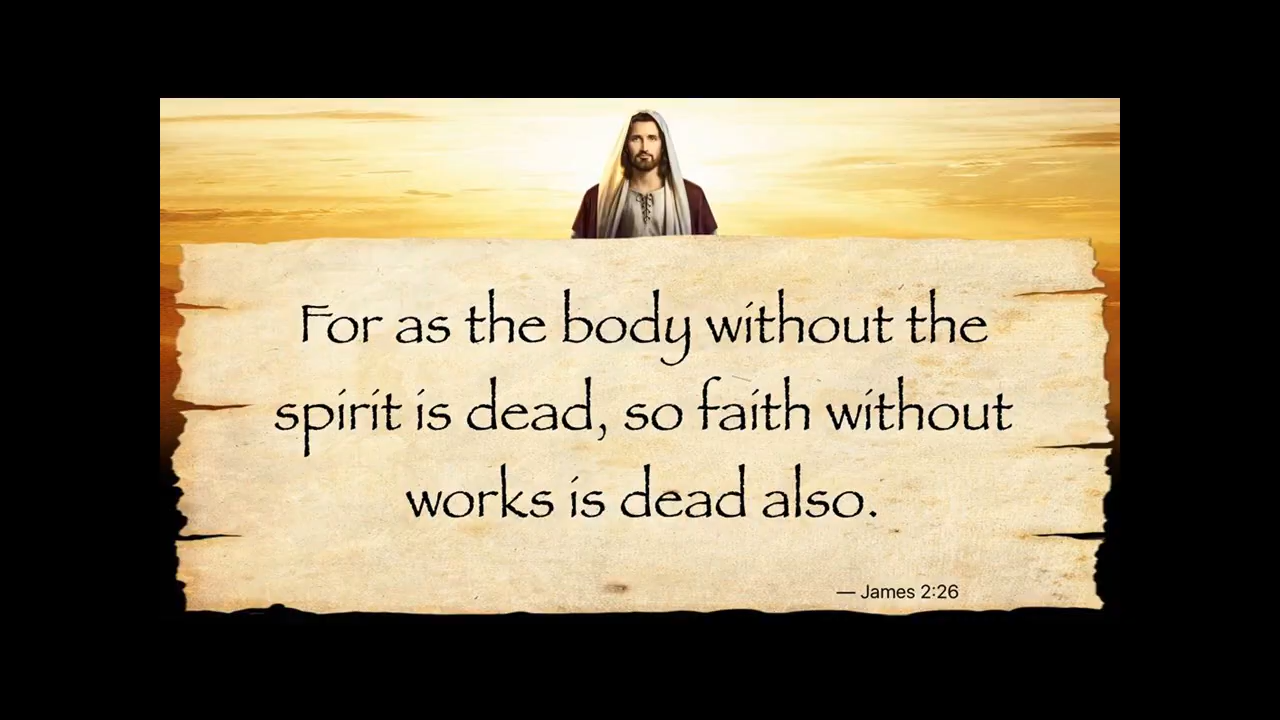 For as the body without the
spirit is dead, so faith without
works is dead also.
— James 2:26